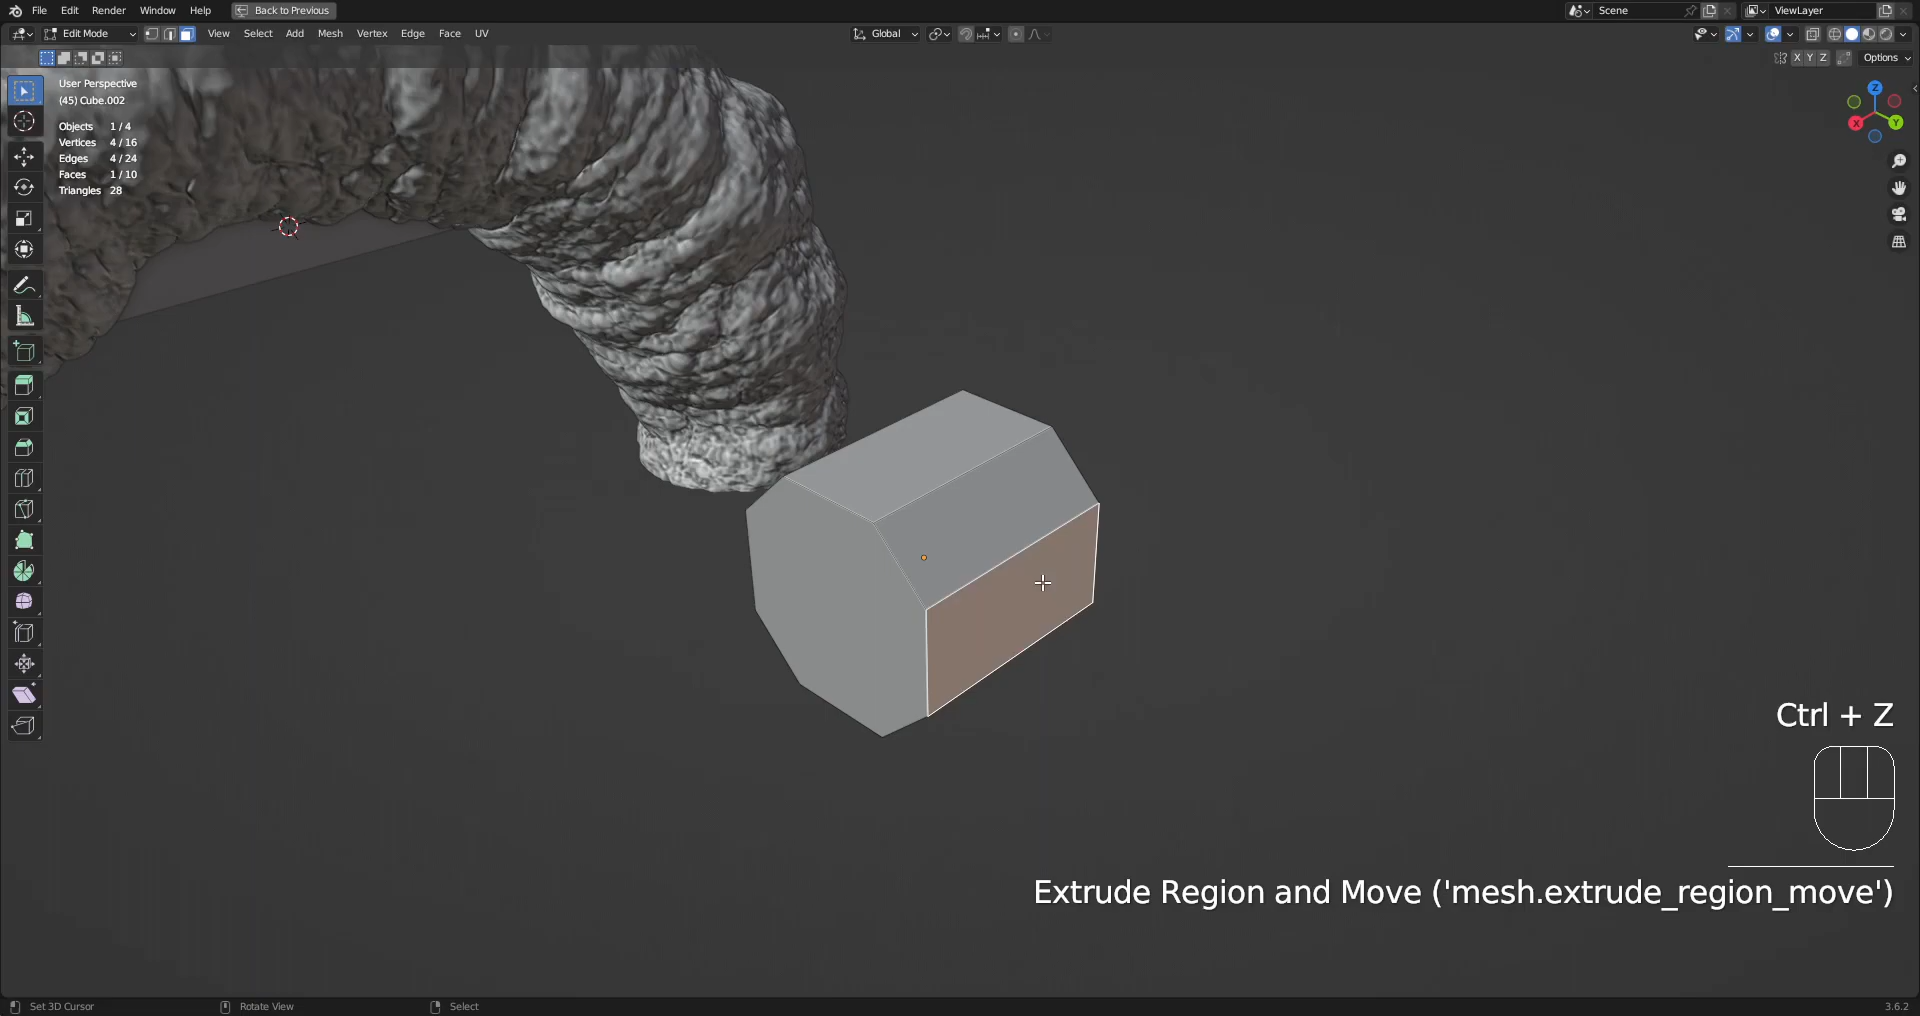 File Edit Render Window Help Back to Previous Scene ViewLayer
Edit Mode View Select Add Mesh Vertex Edge Face UV Global
X Y Z Options
User Perspective
(45) Cube.002
Objects 1 / 4
Vertices 4 / 16
Edges 4 / 24
Faces 1 / 10
Triangles 28
Z
X Y
Ctrl + Z
Extrude Region and Move ('mesh.extrude_region_move')
Set 3D Cursor Rotate View Select 3.6.2